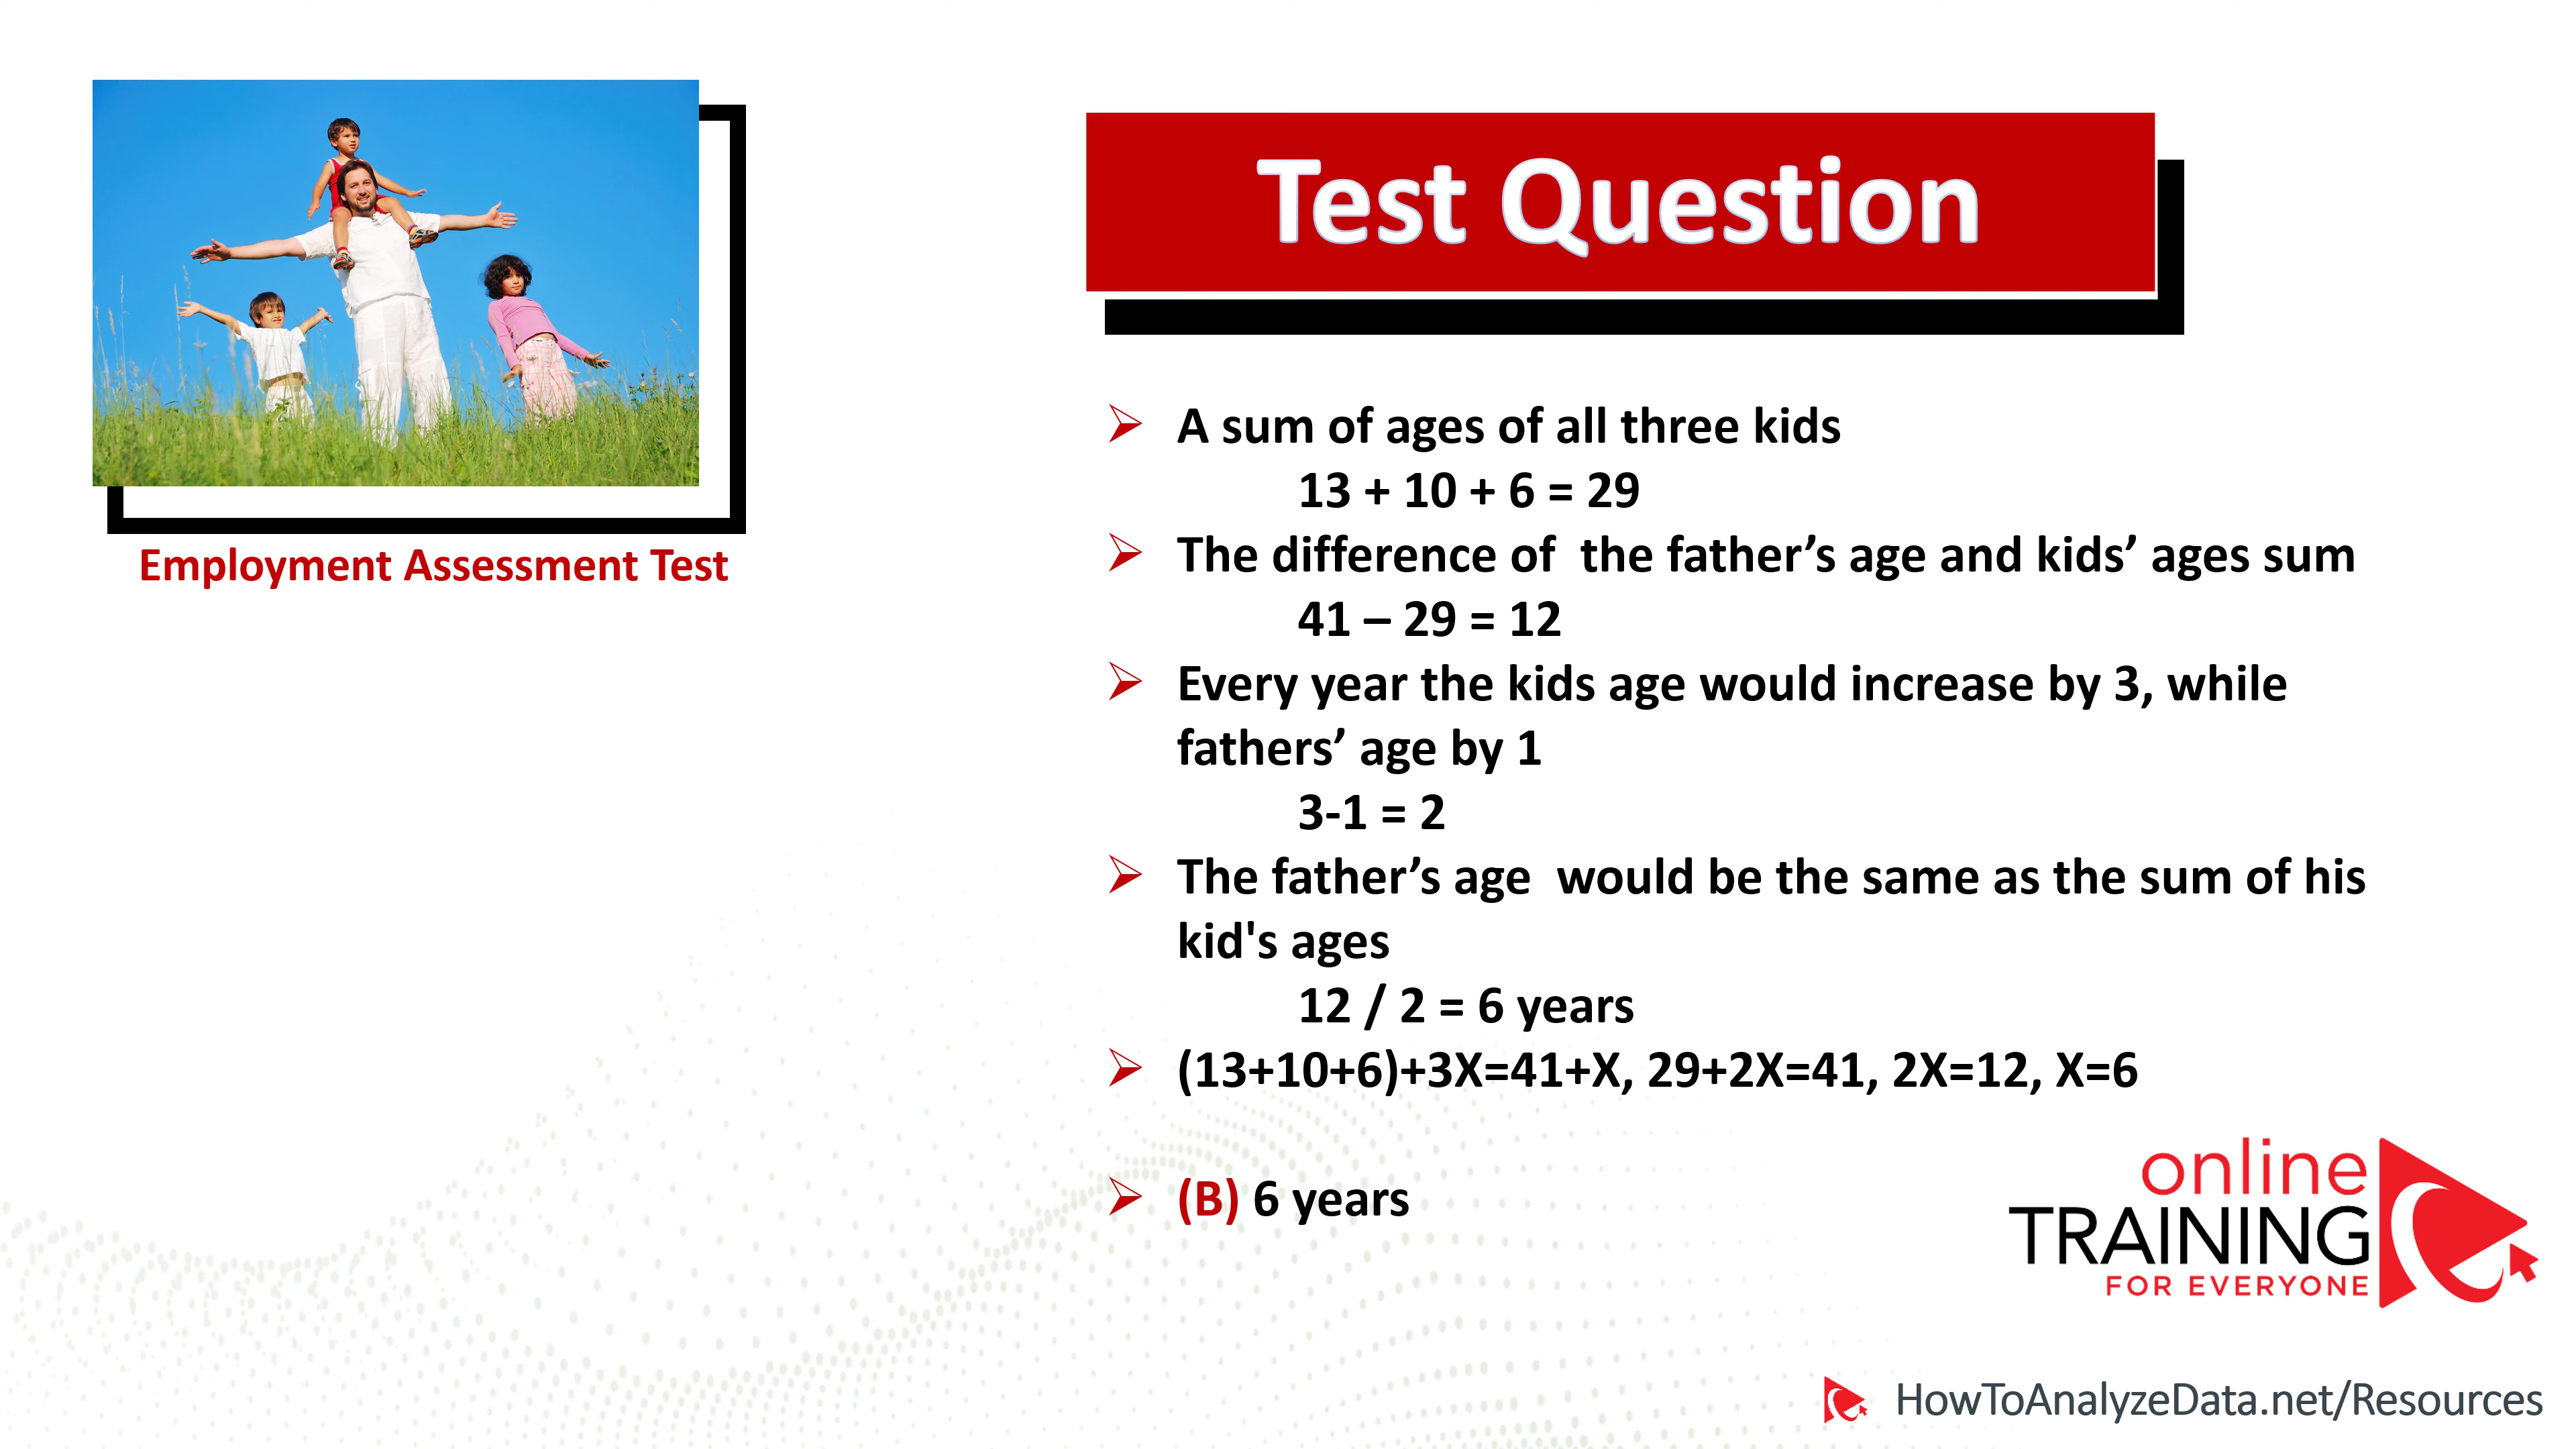 Test Question
Employment Assessment Test
A sum of ages of all three kids
13 + 10 + 6 = 29
The difference of  the father’s age and kids’ ages sum
41 – 29 = 12
Every year the kids age would increase by 3, while
fathers’ age by 1
3-1 = 2
The father’s age  would be the same as the sum of his
kid's ages
12 / 2 = 6 years
(13+10+6)+3X=41+X, 29+2X=41, 2X=12, X=6
(B) 6 years
online
TRAINING
FOR EVERYONE
HowToAnalyzeData.net/Resources